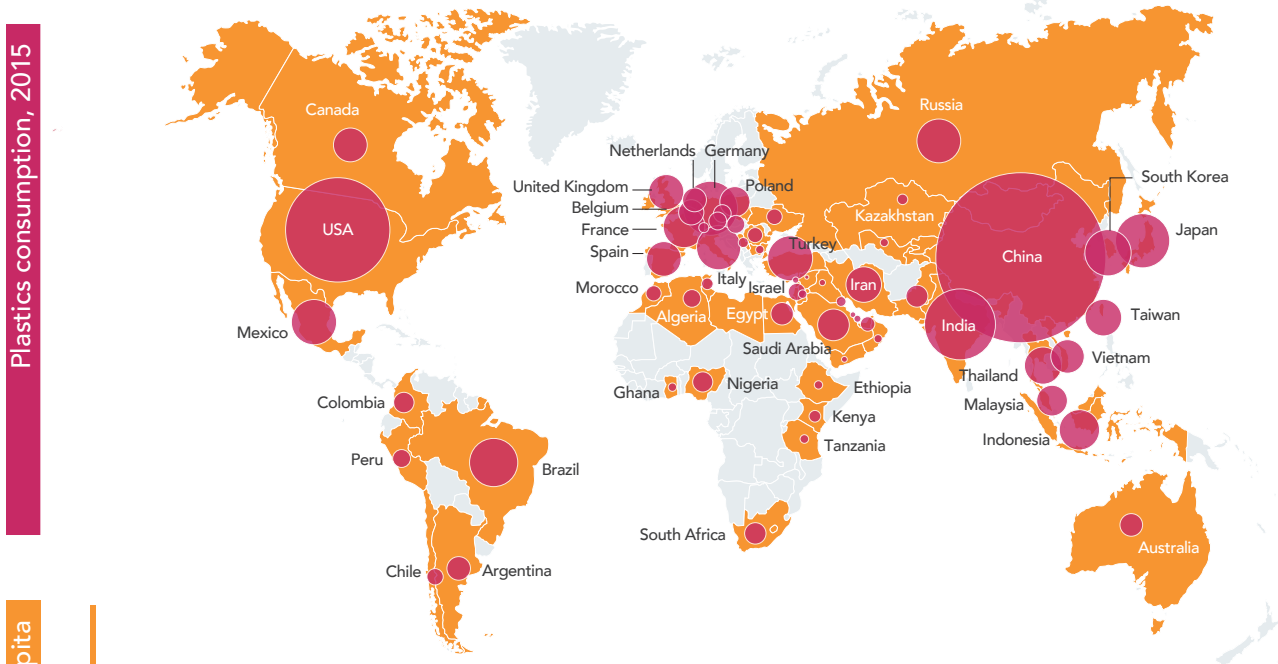 Plastics consumption, 2015
Canada
Russia
Netherlands
Germany
South Korea
United Kingdom
Poland
Belgium
Kazakhstan
USA
France
Japan
Turkey
Spain
China
Italy
Israel
Iran
Morocco
Algeria
Egypt
Taiwan
India
Mexico
Saudi Arabia
Vietnam
Thailand
Ghana
Nigeria
Ethiopia
Colombia
Malaysia
Kenya
Indonesia
Tanzania
Peru
Brazil
South Africa
Australia
Chile
Argentina
pita